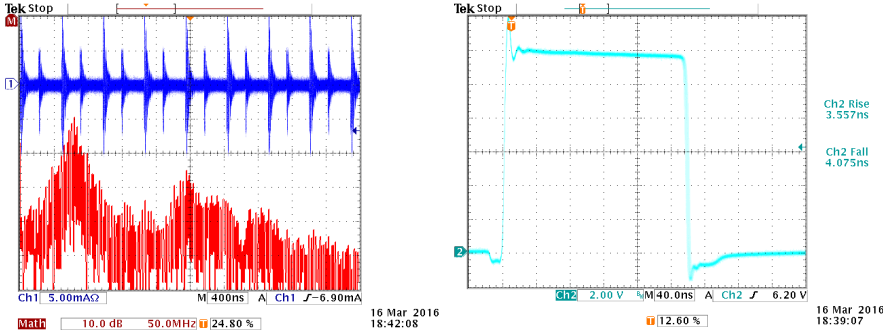 Tek Stop
M
1
Ch1 5.00mAΩ M 400ns A Ch1 ʃ -6.90mA
Math 10.0 dB 50.0MHz T 24.80 %
16 Mar 2016
18:42:08
Tek Stop
T
T
2
Ch2 Rise
3.557ns
Ch2 Fall
4.075ns
Ch2 2.00 V M 40.0ns A Ch2 ʃ 6.20 V
T 12.60 %
16 Mar 2016
18:39:07